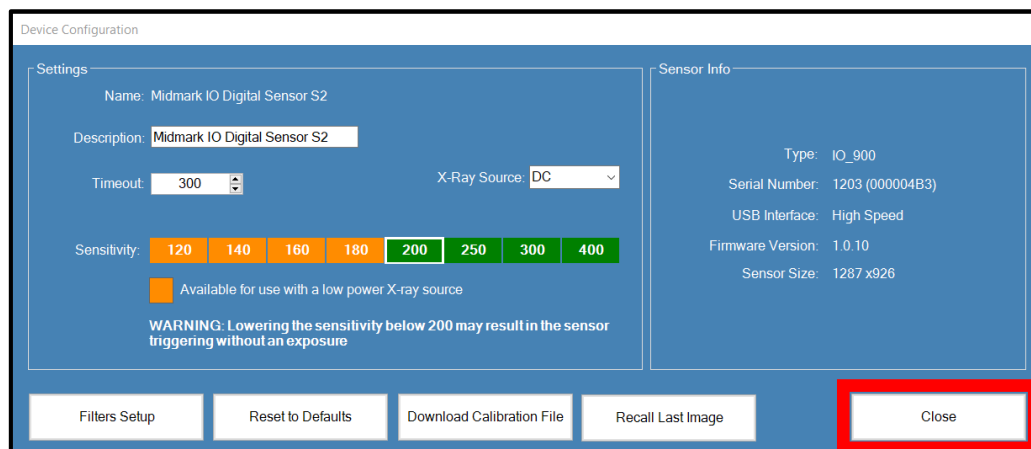 Device Configuration
Settings
Name: Midmark IO Digital Sensor S2
Description: Midmark IO Digital Sensor S2
Timeout: 300
X-Ray Source: DC
Sensitivity: 120 140 160 180 200 250 300 400
Available for use with a low power X-ray source
WARNING: Lowering the sensitivity below 200 may result in the sensor
triggering without an exposure
Sensor Info
Type: IO_900
Serial Number: 1203 (000004B3)
USB Interface: High Speed
Firmware Version: 1.0.10
Sensor Size: 1287 x926
Filters Setup
Reset to Defaults
Download Calibration File
Recall Last Image
Close